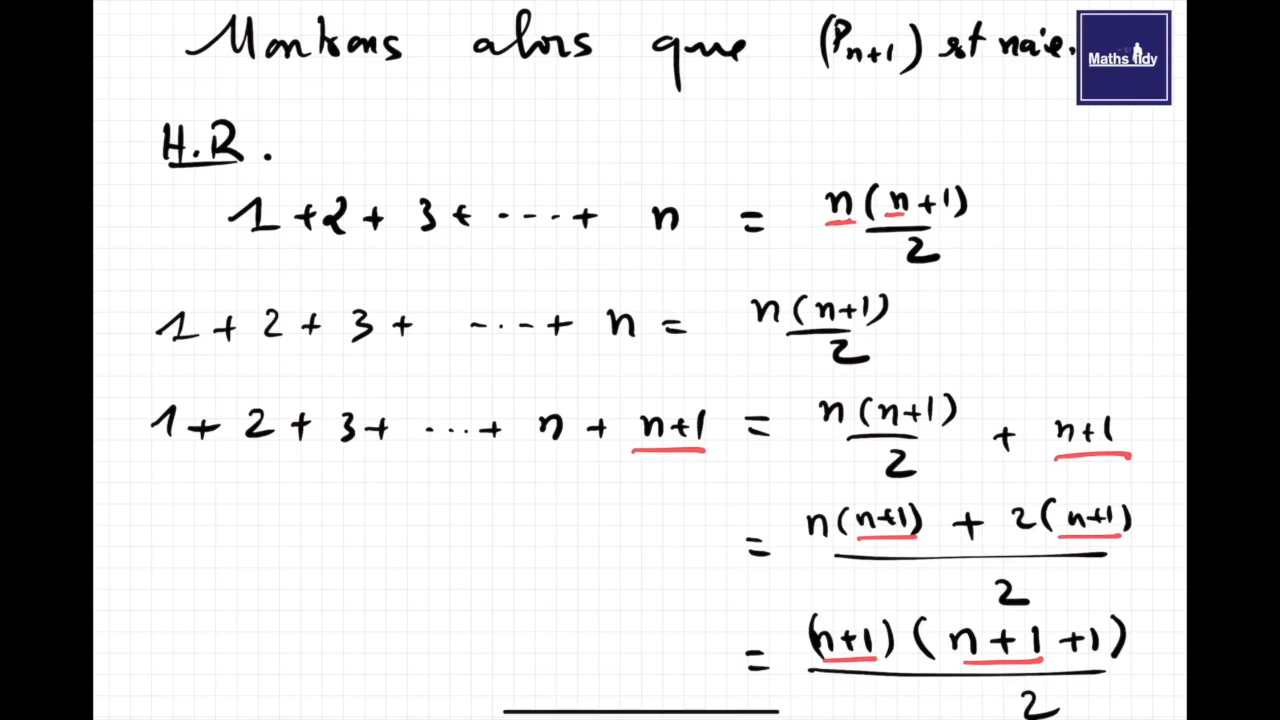 Montrons alors que (Pn+1) est vraie.
Maths Tidy
H.R.
1 + 2 + 3 + ---- + n = n(n+1)/2
1 + 2 + 3 + ---- + n = n(n+1)/2
1 + 2 + 3 + ... + n + n+1 = n(n+1)/2 + n+1
= n(n+1) + 2(n+1)/2
= (n+1)(n+1+1)/2